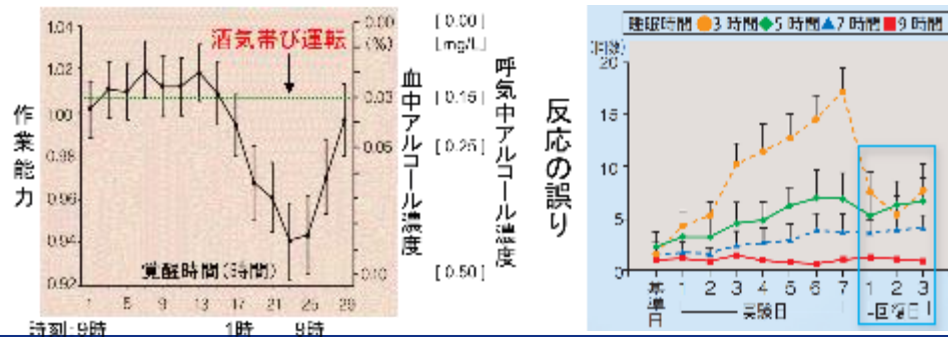 作業能力
1.04
1.02
1.00
0.98
0.96
0.94
0.92
酒気帯び運転
覚醒時間(時間)
1 5 9 13 17 21 25 28
時刻:9時 1時 9時
0.00
(%)
0.03
0.05
0.10
血中アルコール濃度
[0.00]
[mg/L]
[0.15]
[0.25]
[0.50]
呼気中アルコール濃度
睡眠時間 3時間 5時間 7時間 9時間
(回数)
20
15
10
5
0
反応の誤り
基準日 1 2 3 4 5 6 7 1 2 3
実験日 回復日